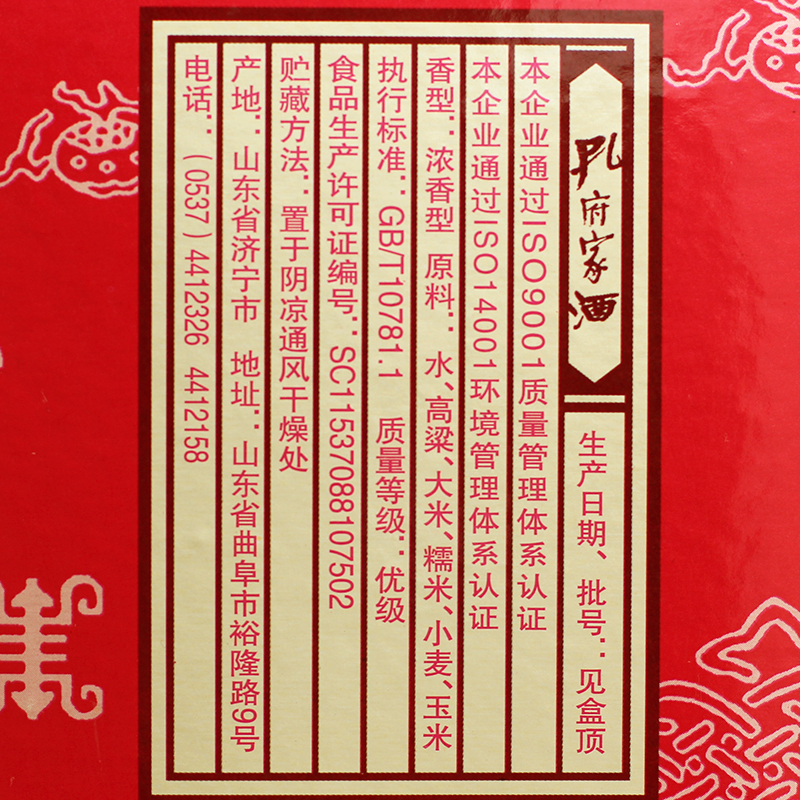 孔府家酒
生产日期、批号：见盒顶
本企业通过ISO9001质量管理体系认证
本企业通过ISO14001环境管理体系认证
香型：浓香型 原料：水、高粱、大米、糯米、小麦、玉米
执行标准：GB/T10781.1 质量等级：优级
食品生产许可证编号：SC11537088107502
贮藏方法：置于阴凉通风干燥处
产地：山东省济宁市 地址：山东省曲阜市裕隆路9号
电话：(0537) 4412326 4412158